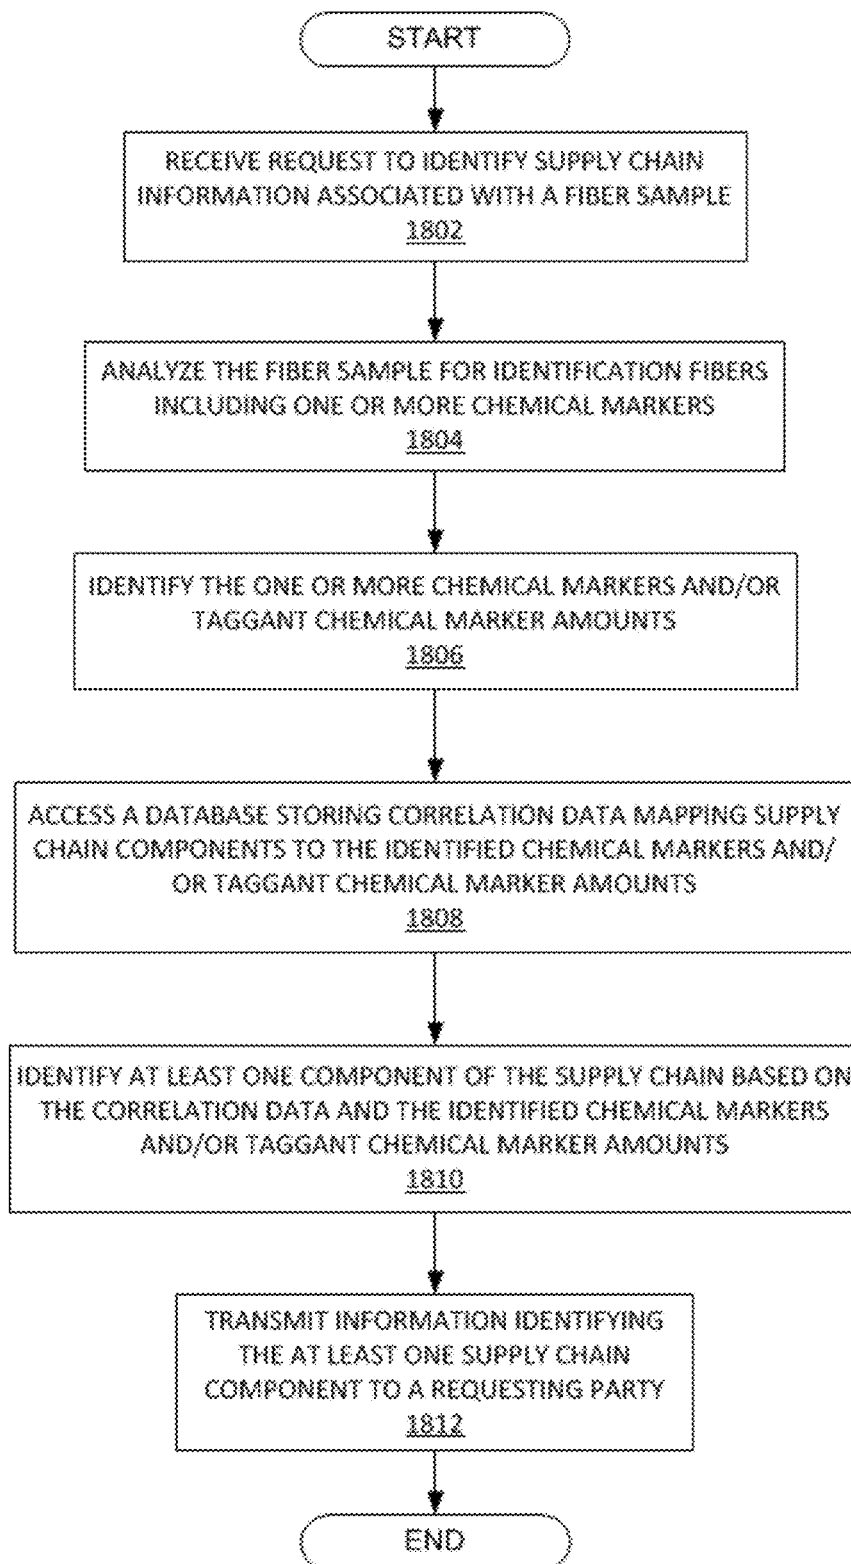 START
RECEIVE REQUEST TO IDENTIFY SUPPLY CHAIN
INFORMATION ASSOCIATED WITH A FIBER SAMPLE
1802
ANALYZE THE FIBER SAMPLE FOR IDENTIFICATION FIBERS
INCLUDING ONE OR MORE CHEMICAL MARKERS
1804
IDENTIFY THE ONE OR MORE CHEMICAL MARKERS AND/OR
TAGGANT CHEMICAL MARKER AMOUNTS
1806
ACCESS A DATABASE STORING CORRELATION DATA MAPPING SUPPLY
CHAIN COMPONENTS TO THE IDENTIFIED CHEMICAL MARKERS AND/
OR TAGGANT CHEMICAL MARKER AMOUNTS
1808
IDENTIFY AT LEAST ONE COMPONENT OF THE SUPPLY CHAIN BASED ON
THE CORRELATION DATA AND THE IDENTIFIED CHEMICAL MARKERS
AND/OR TAGGANT CHEMICAL MARKER AMOUNTS
1810
TRANSMIT INFORMATION IDENTIFYING
THE AT LEAST ONE SUPPLY CHAIN
COMPONENT TO A REQUESTING PARTY
1812
END